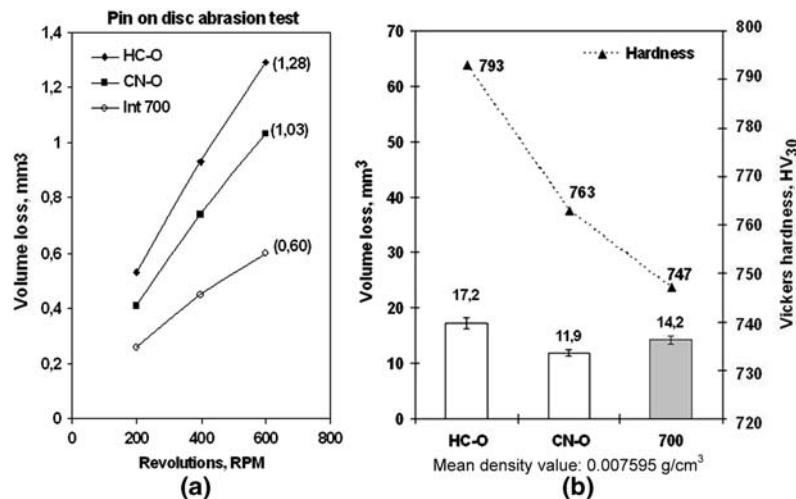 Pin on disc abrasion test
Volume loss, mm3
1,4
1,2
1
0,8
0,6
0,4
0,2
0
HC-O
CN-O
Int 700
(1,28)
(1,03)
(0,60)
0
200
400
600
800
Revolutions, RPM
(a)
Volume loss, mm³
70
60
50
40
30
20
10
0
Hardness
793
763
747
17,2
11,9
14,2
800
790
780
770
760
750
740
730
720
Vickers hardness, HV30
HC-O
CN-O
700
Mean density value: 0.007595 g/cm³
(b)